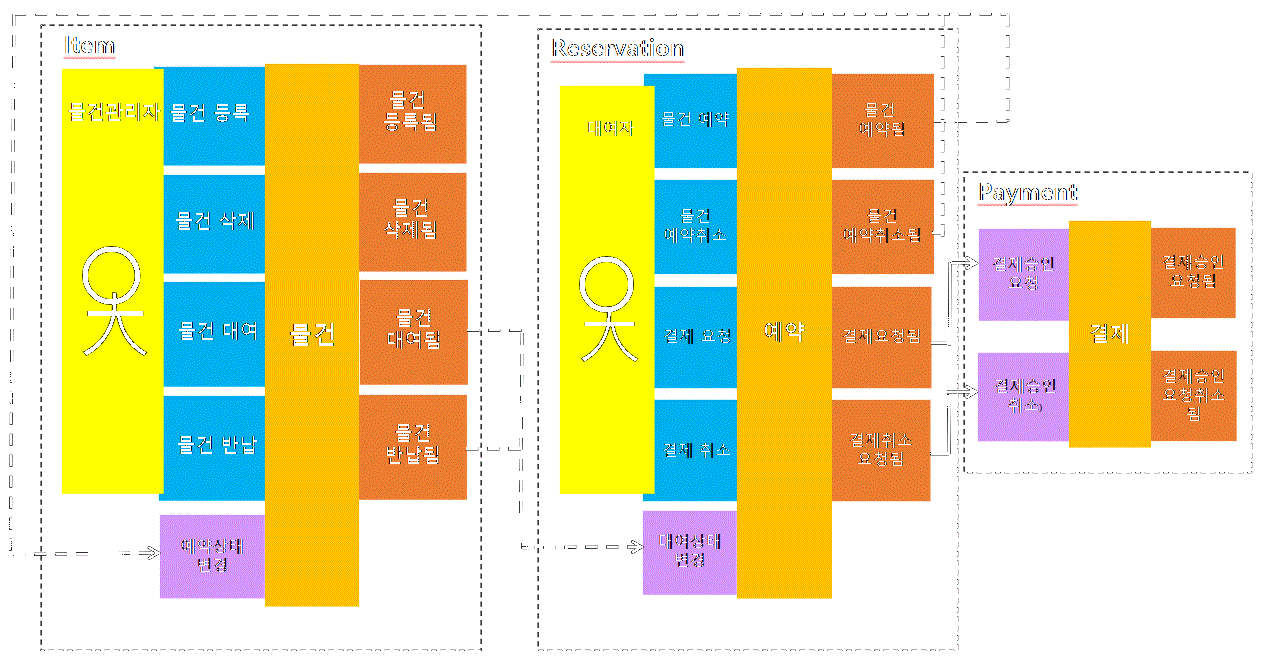 Item
물건관리자
물건 등록
물건
등록됨
물건 삭제
물건
삭제됨
물건 대여
물건
물건
대여됨
물건 반납
물건
반납됨
예약상태
변경
Reservation
대여자
물건 예약
물건
예약됨
물건
예약취소
물건
예약취소됨
결제 요청
예약
결제요청됨
결제 취소
결제취소
요청됨
대여상태
변경
Payment
결제승인
요청
결제승인
요청됨
결제
결제승인
취소)
결제승인
요청취소
됨